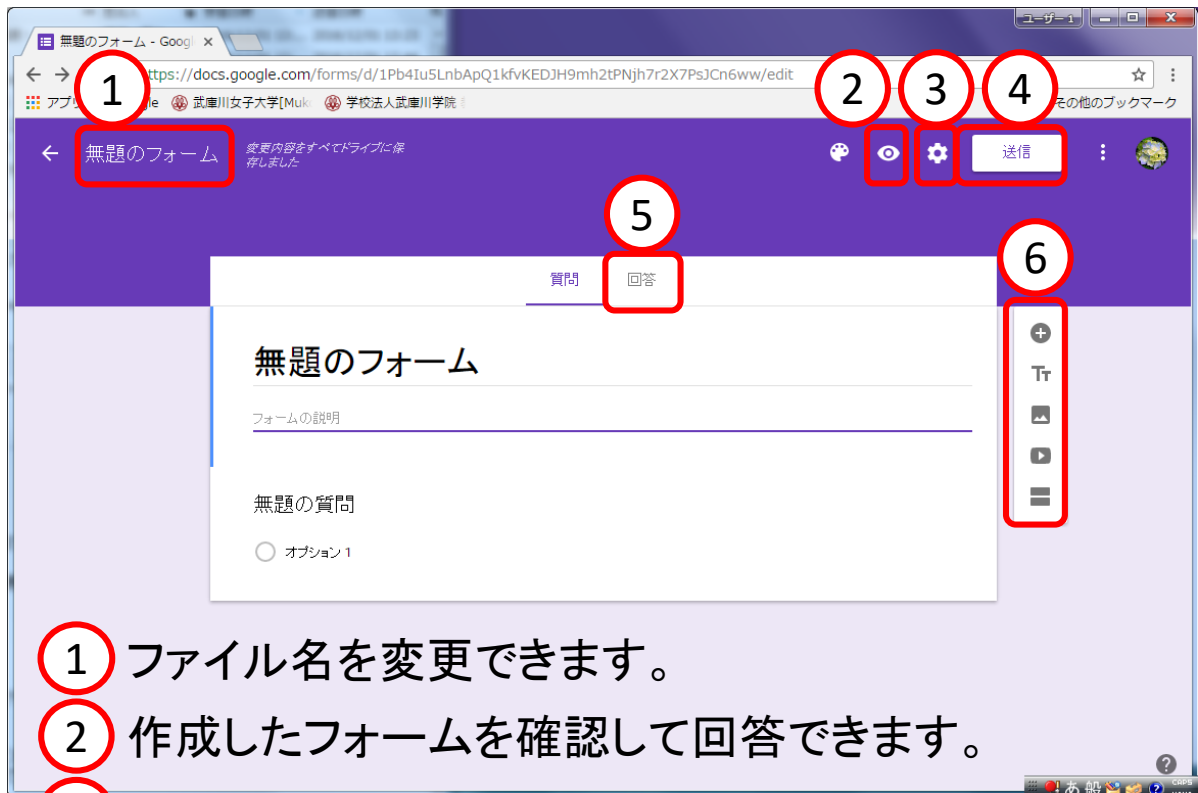 ユーザー1
無題のフォーム - Googl
ttps://docs.google.com/forms/d/1Pb4Iu5LnbApQ1kfvKEDJH9mh2tPNjh7r2X7PsJCn6ww/edit
1
2
3
4
アプリ le 武庫川女子大学[Muk 学校法人武庫川学院 その他のブックマーク
無題のフォーム
変更内容をすべてドライブに保
存しました
送信
5
6
質問 回答
無題のフォーム
Tт
フォームの説明
無題の質問
オプション 1
1 ファイル名を変更できます。
2 作成したフォームを確認して回答できます。
あ 般 CAPS